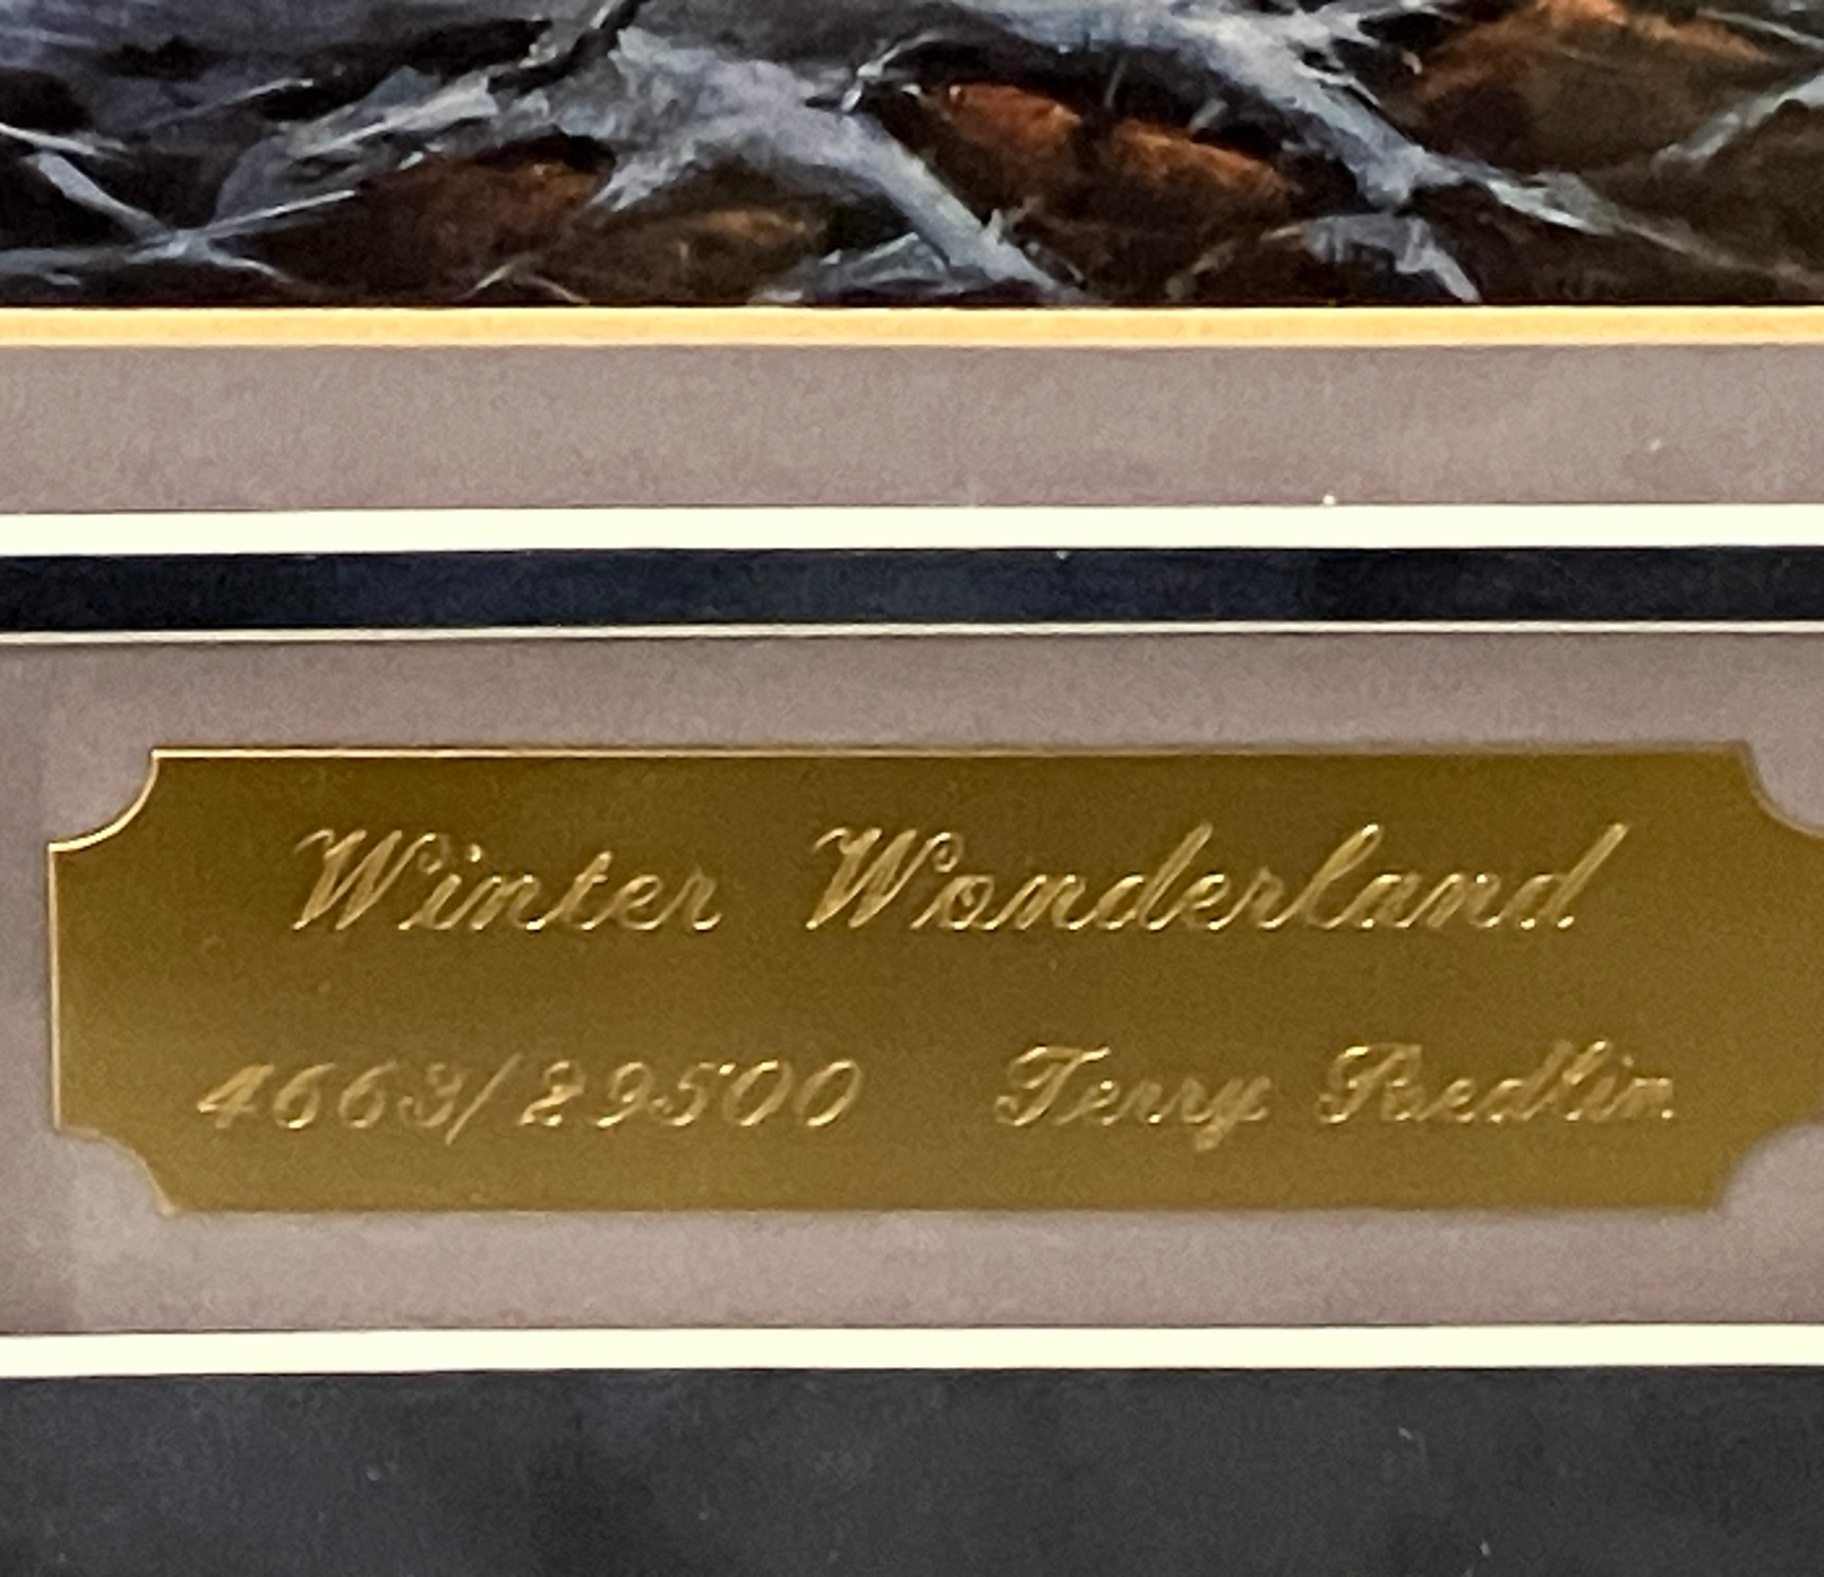 Winter Wonderland
4663/29500 Terry Redlin